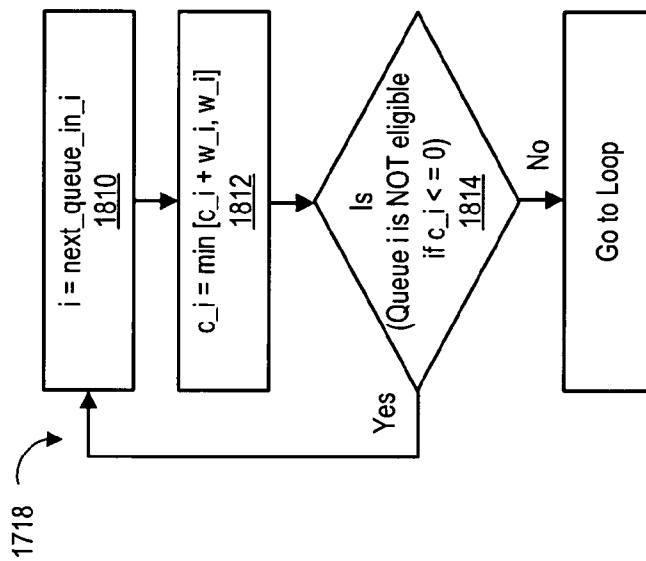 1718
i = next_queue_in_i
1810
c_i = min [c_i + w_i, w_i]
1812
Is
(Queue i is NOT eligible
if c_i < = 0)
1814
Yes
No
Go to Loop